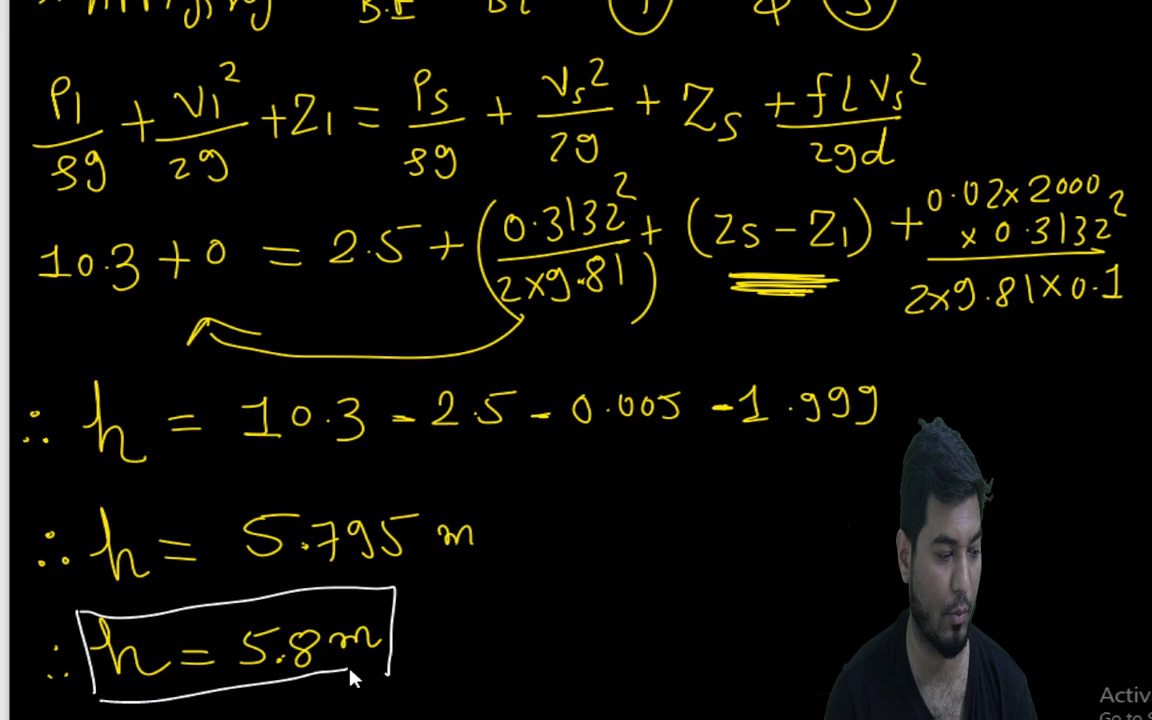 B.E
P1/ρg + V1²/2g + Z1 = Ps/ρg + Vs²/2g + Zs + fLVs²/2gd
10.3 + 0 = 2.5 + (0.3132²/2×9.81) + (Zs - Z1) + 0.02×2000×0.3132²/2×9.81×0.1
∴ h = 10.3 - 2.5 - 0.005 - 1.999
∴ h = 5.795 m
∴ h = 5.8 m
Activ